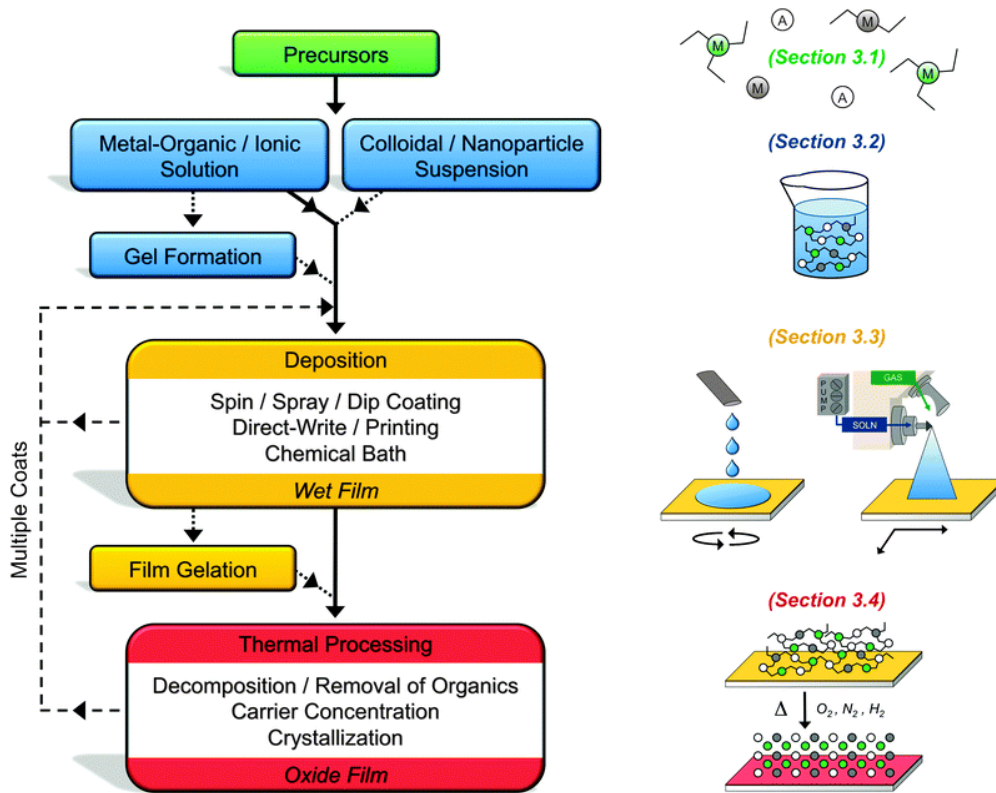 Precursors
Metal-Organic / Ionic
Solution
Colloidal / Nanoparticle
Suspension
Gel Formation
Deposition
Spin / Spray / Dip Coating
Direct-Write / Printing
Chemical Bath
Wet Film
Film Gelation
Thermal Processing
Decomposition / Removal of Organics
Carrier Concentration
Crystallization
Oxide Film
Multiple Coats
A
M
M
(Section 3.1)
M
M
A
(Section 3.2)
(Section 3.3)
PUMP
GAS
SOLN
(Section 3.4)
Δ
O₂, N₂, H₂